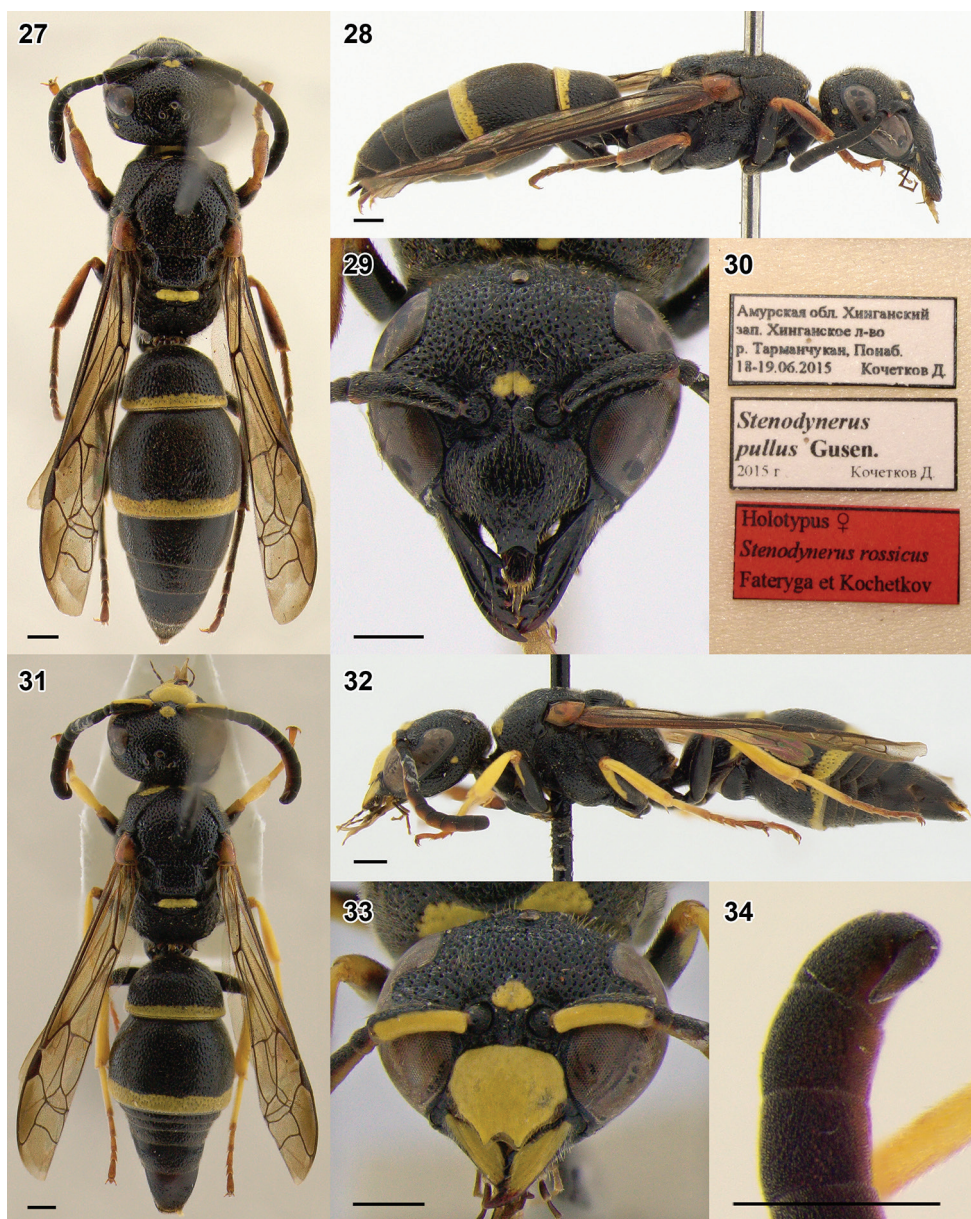 27
28
29
30
Амурская обл. Хинганский
зап. Хинганское л-во
р. Тарманчукан, Понаб.
18-19.06.2015 Кочетков Д.
Stenodynerus
pullus Gusen.
2015 г Кочетков Д.
Holotypus ♀
Stenodynerus rossicus
Fateryga et Kochetkov
31
32
33
34